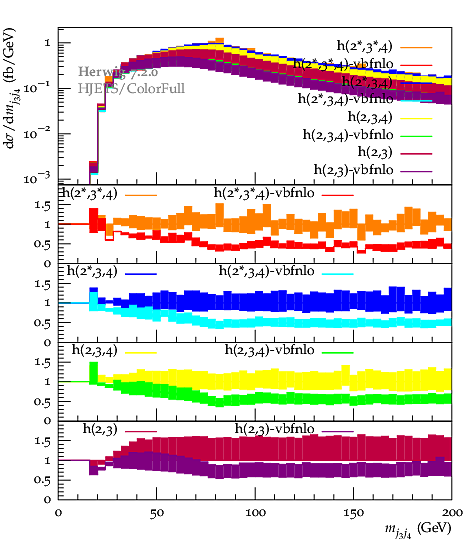 dσ/dm_{j3j4} (fb/GeV)
1
10⁻¹
10⁻²
10⁻³
Herwig 7.2.0
HJETS/ColorFull
h(2*,3*,4)
h(2*,3*,4)-vbfnlo
h(2*,3,4)
h(2*,3,4)-vbfnlo
h(2,3,4)
h(2,3,4)-vbfnlo
h(2,3)
h(2,3)-vbfnlo
h(2*,3*,4) h(2*,3*,4)-vbfnlo
1.5
1
0.5
h(2*,3,4) h(2*,3,4)-vbfnlo
1.5
1
0.5
h(2,3,4) h(2,3,4)-vbfnlo
1.5
1
0.5
h(2,3) h(2,3)-vbfnlo
1.5
1
0.5
0
0 50 100 150 200
m_{j3j4} (GeV)